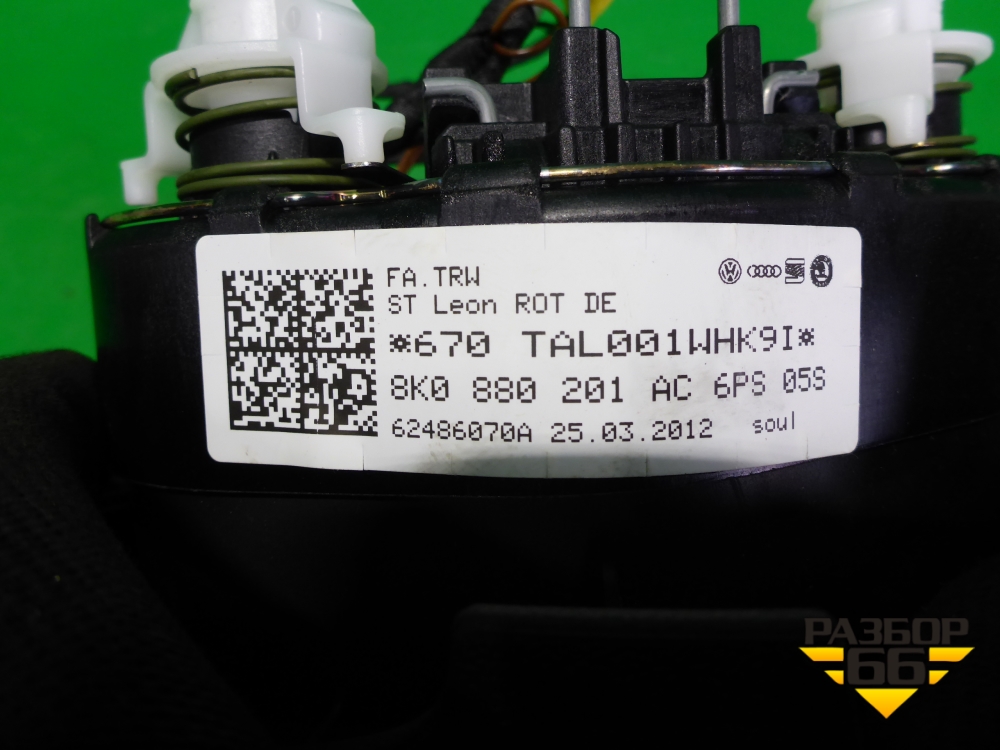 FA.TRW
ST Leon ROT DE
*670 TAL001WHK9I*
8K0 880 201 AC 6PS 05S
62486070A 25.03.2012 soul
РАЗБОР
66